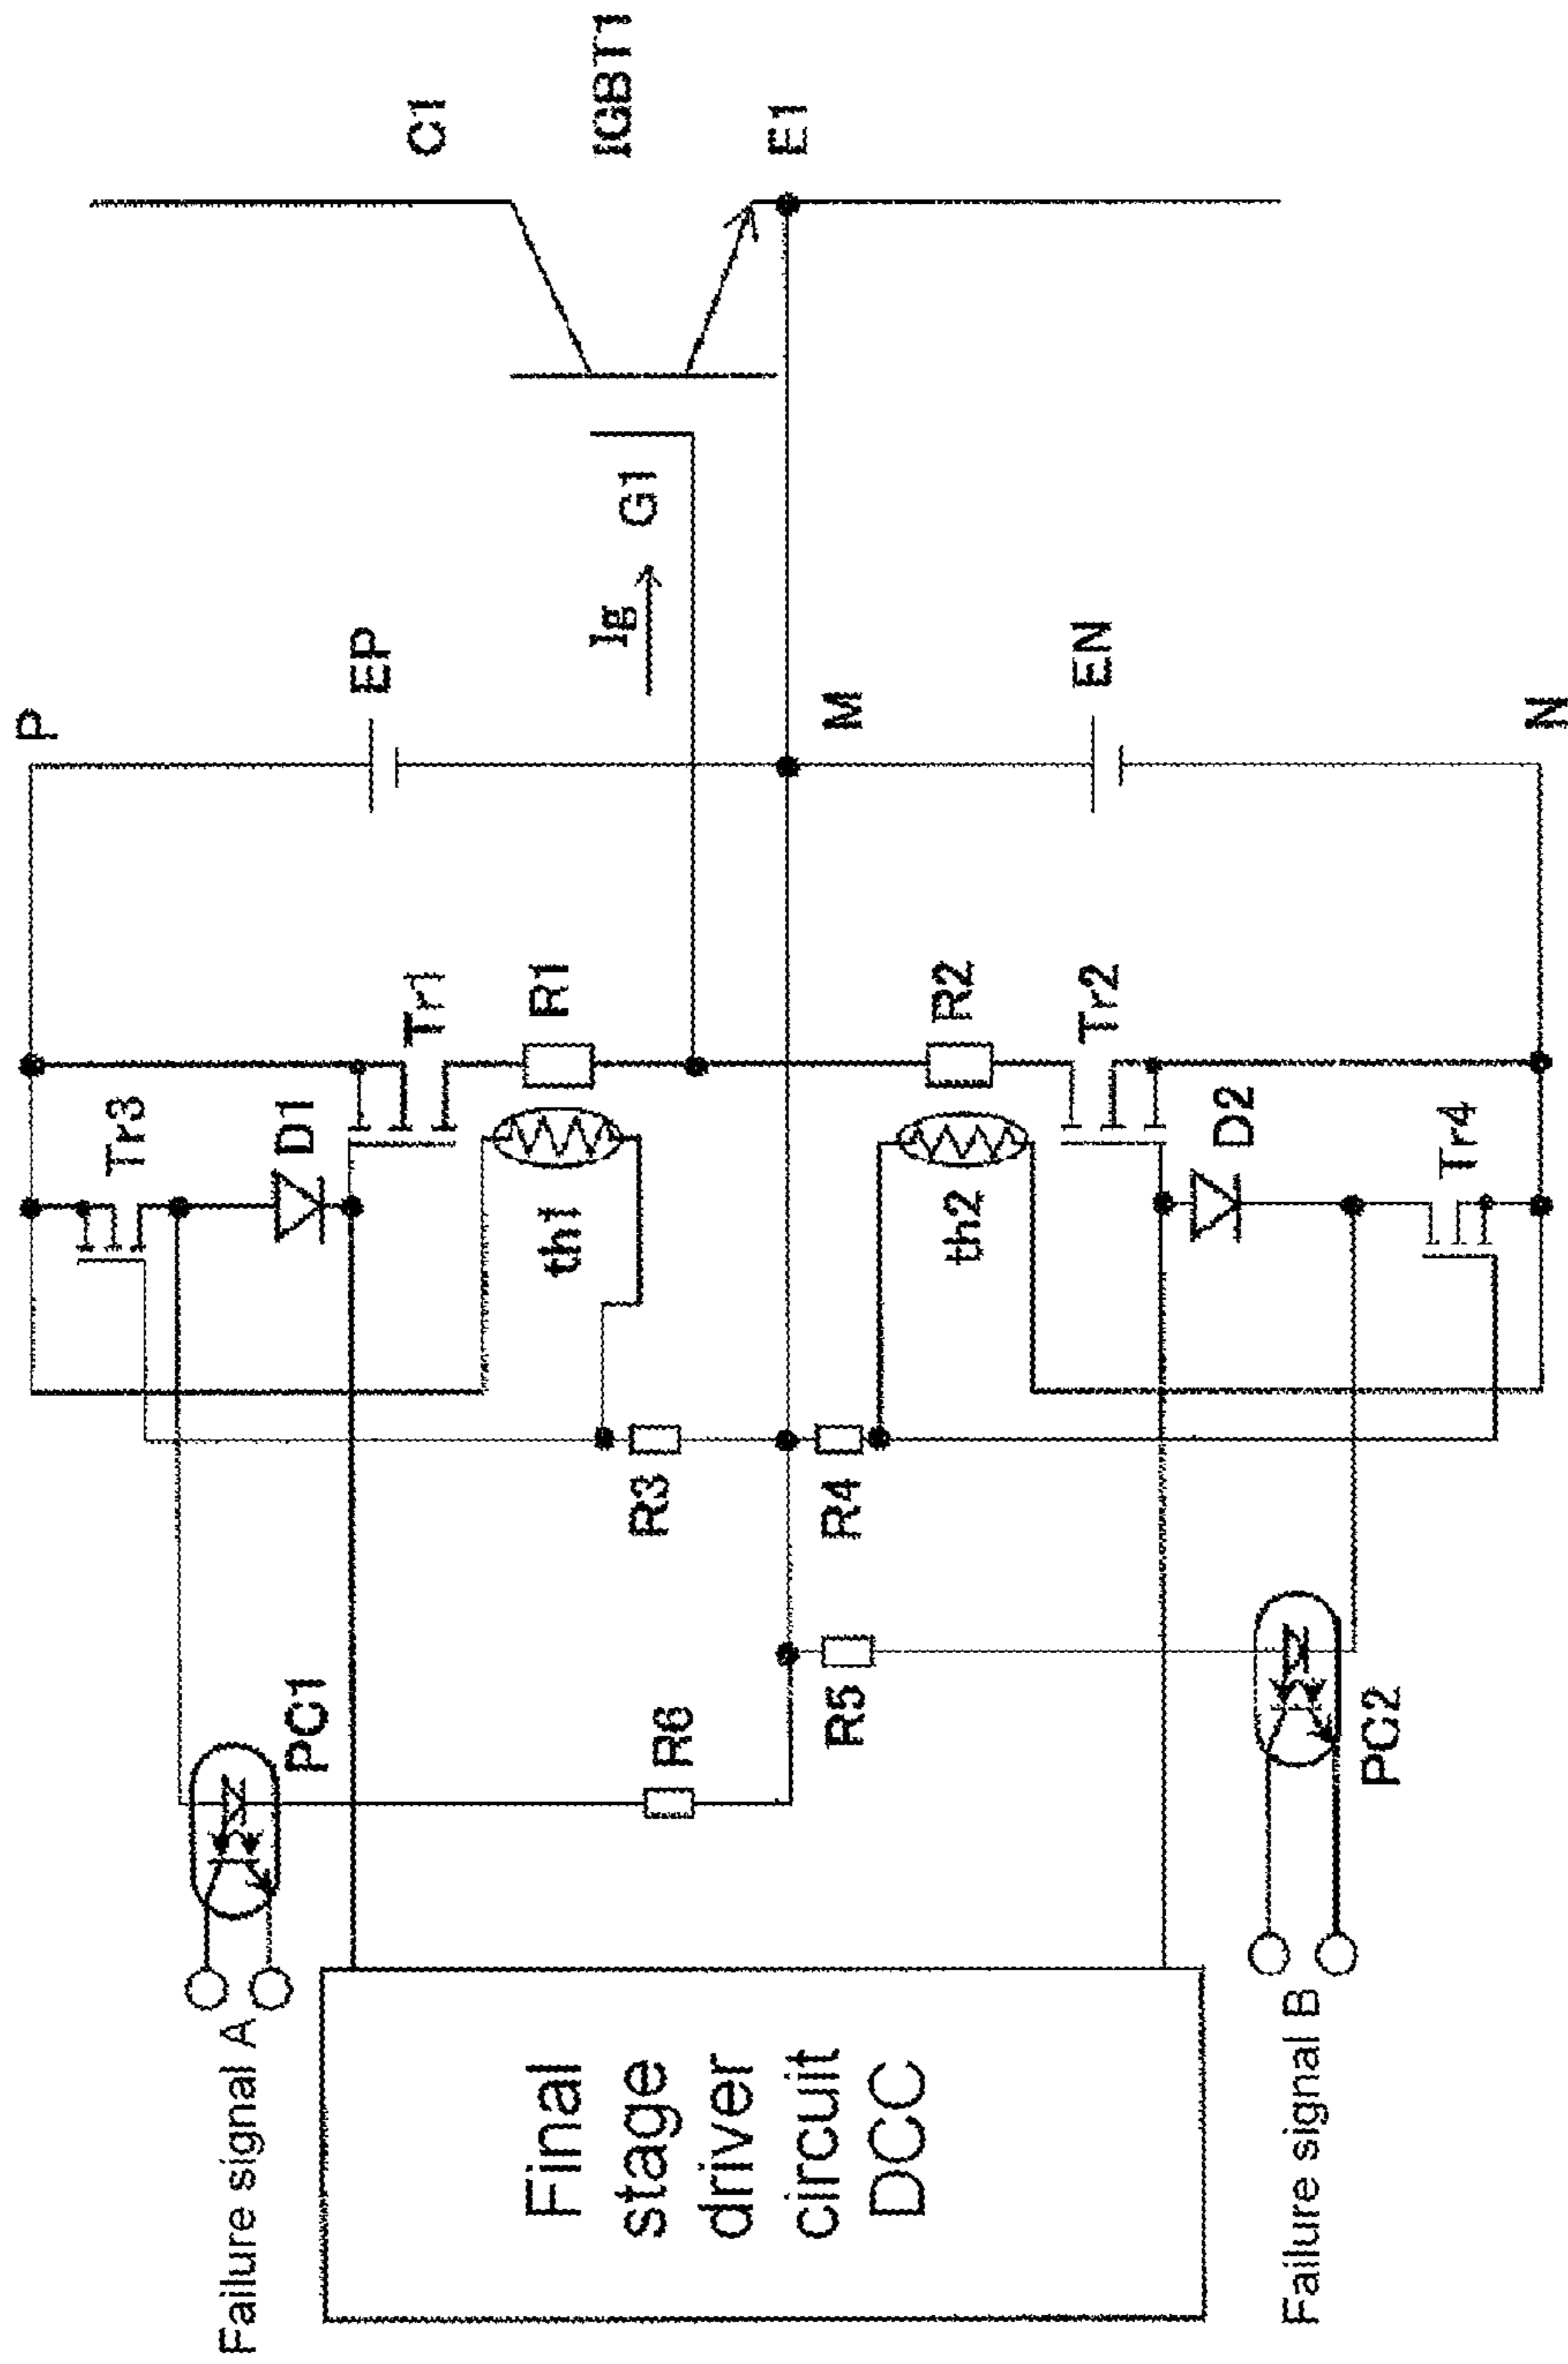 Failure signal A
Final
stage
driver
circuit
DCC
Failure signal B
PC1
R6
R5
PC2
R3
R4
Tr3
D1
th1
th2
D2
Tr4
Tr1
R1
R2
Tr2
P
EP
Ig
G1
M
EN
N
C1
IGBT1
E1